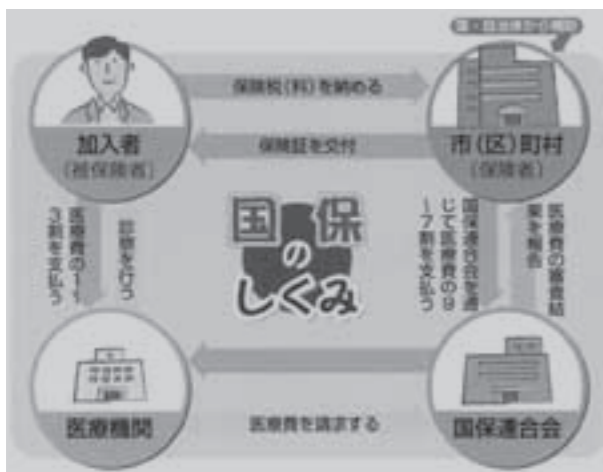 国・自治体から補助
保険税(料)を納める
保険証を交付
加入者
(被保険者)
市(区)町村
(保険者)
医療費の1～
3割を支払う
診察を行う
国保
の
しくみ
国保連合会を通
じて医療費の9
～7割を支払う
医療費の審査結
果を報告
医療機関
医療費を請求する
国保連合会